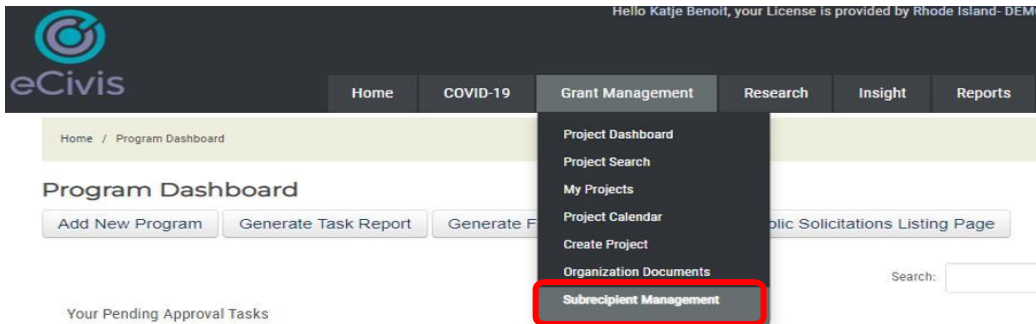 Hello Katje Benoit, your License is provided by Rhode Island- DEM
eCivis
Home COVID-19 Grant Management Research Insight Reports
Home / Program Dashboard
Project Dashboard
Project Search
My Projects
Project Calendar
Create Project
Organization Documents
Subrecipient Management
Program Dashboard
Add New Program Generate Task Report Generate Solicitations Listing Page
Search:
Your Pending Approval Tasks